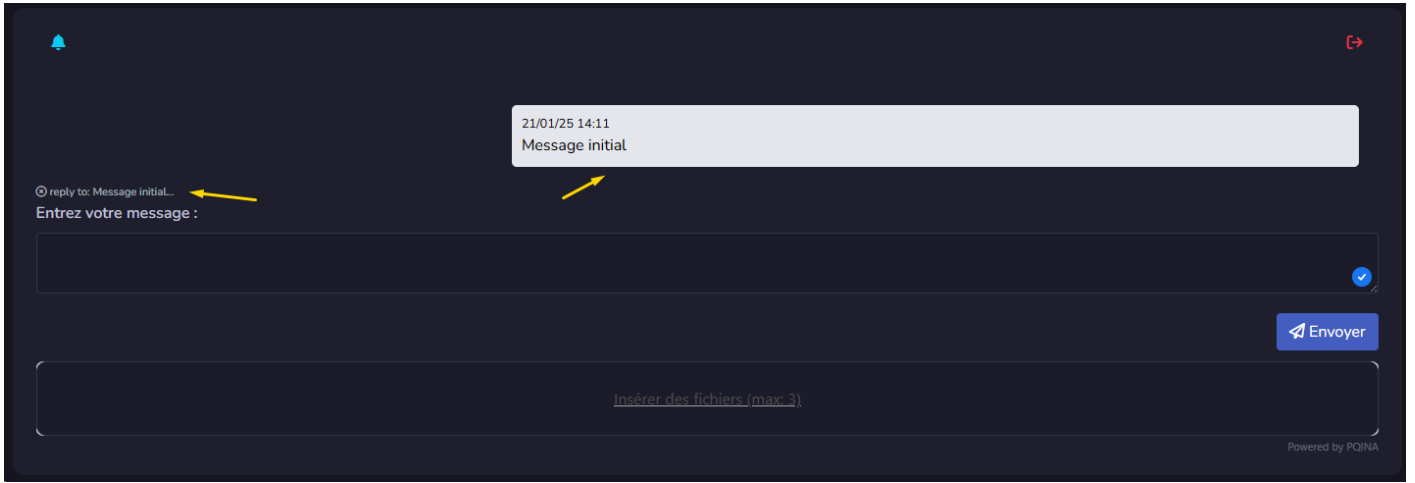 21/01/25 14:11
Message initial
reply to: Message initial...
Entrez votre message :
Envoyer
Insérer des fichiers (max: 3)
Powered by PQINA